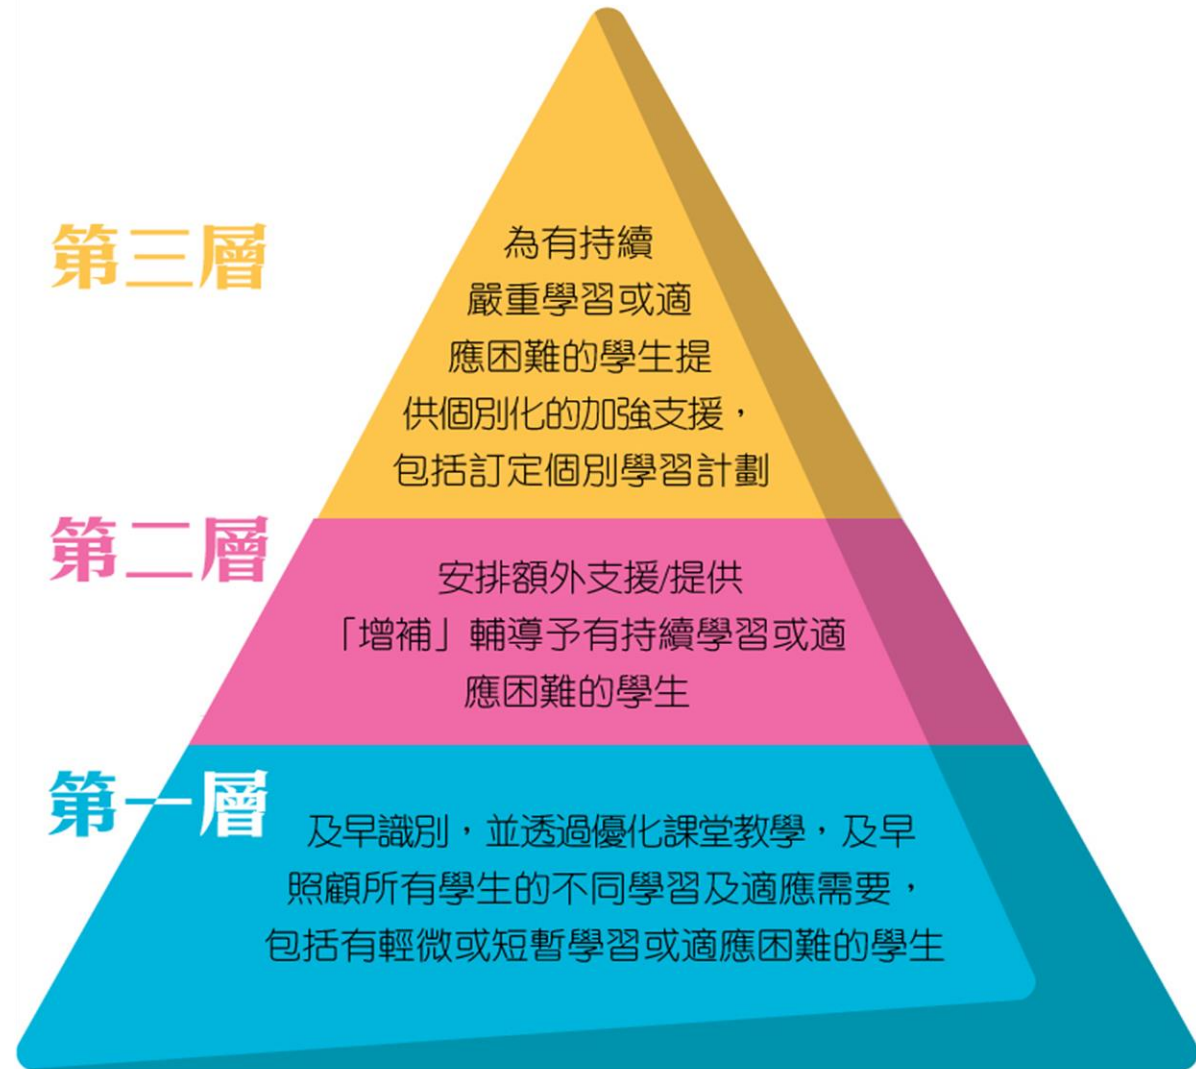 第三層
為有持續
嚴重學習或適
應困難的學生提
供個別化的加強支援，
包括訂定個別學習計劃
第二層
安排額外支援/提供
「增補」輔導予有持續學習或適
應困難的學生
第一層
及早識別，並透過優化課堂教學，及早
照顧所有學生的不同學習及適應需要，
包括有輕微或短暫學習或適應困難的學生